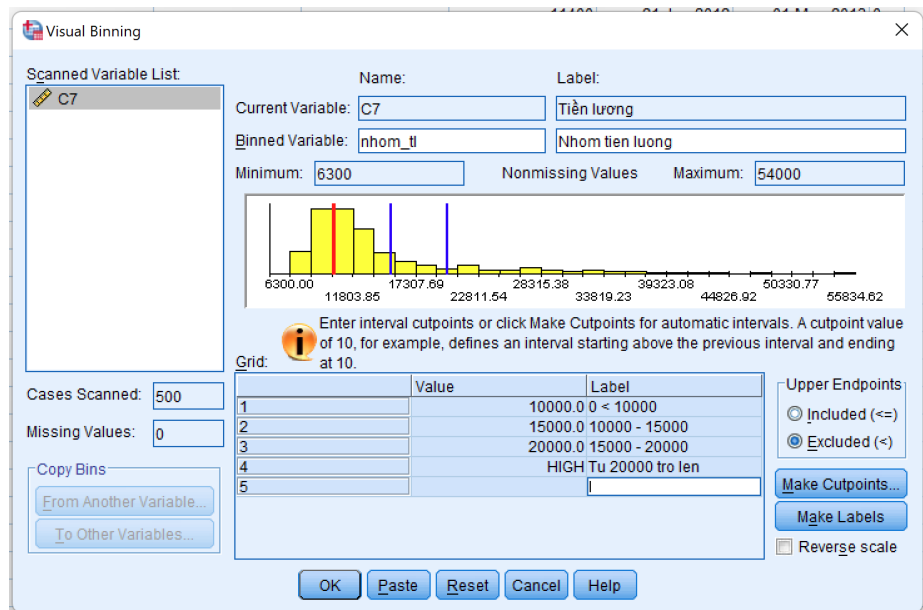 Visual Binning
Scanned Variable List:
C7
Name:
Label:
Current Variable:
C7
Tiền lương
Binned Variable:
nhom_tl
Nhom tien luong
Minimum:
6300
Nonmissing Values
Maximum:
54000
6300.00
17307.69
28315.38
39323.08
50330.77
11803.85
22811.54
33819.23
44826.92
55834.62
Enter interval cutpoints or click Make Cutpoints for automatic intervals. A cutpoint value
of 10, for example, defines an interval starting above the previous interval and ending
at 10.
Grid:
Value
Label
1
10000.0
0 < 10000
2
15000.0
10000 - 15000
3
20000.0
15000 - 20000
4
HIGH
Tu 20000 tro len
5
Cases Scanned:
500
Missing Values:
0
Copy Bins
From Another Variable...
To Other Variables...
Upper Endpoints
Included (<=)
Excluded (<)
Make Cutpoints...
Make Labels
Reverse scale
OK
Paste
Reset
Cancel
Help